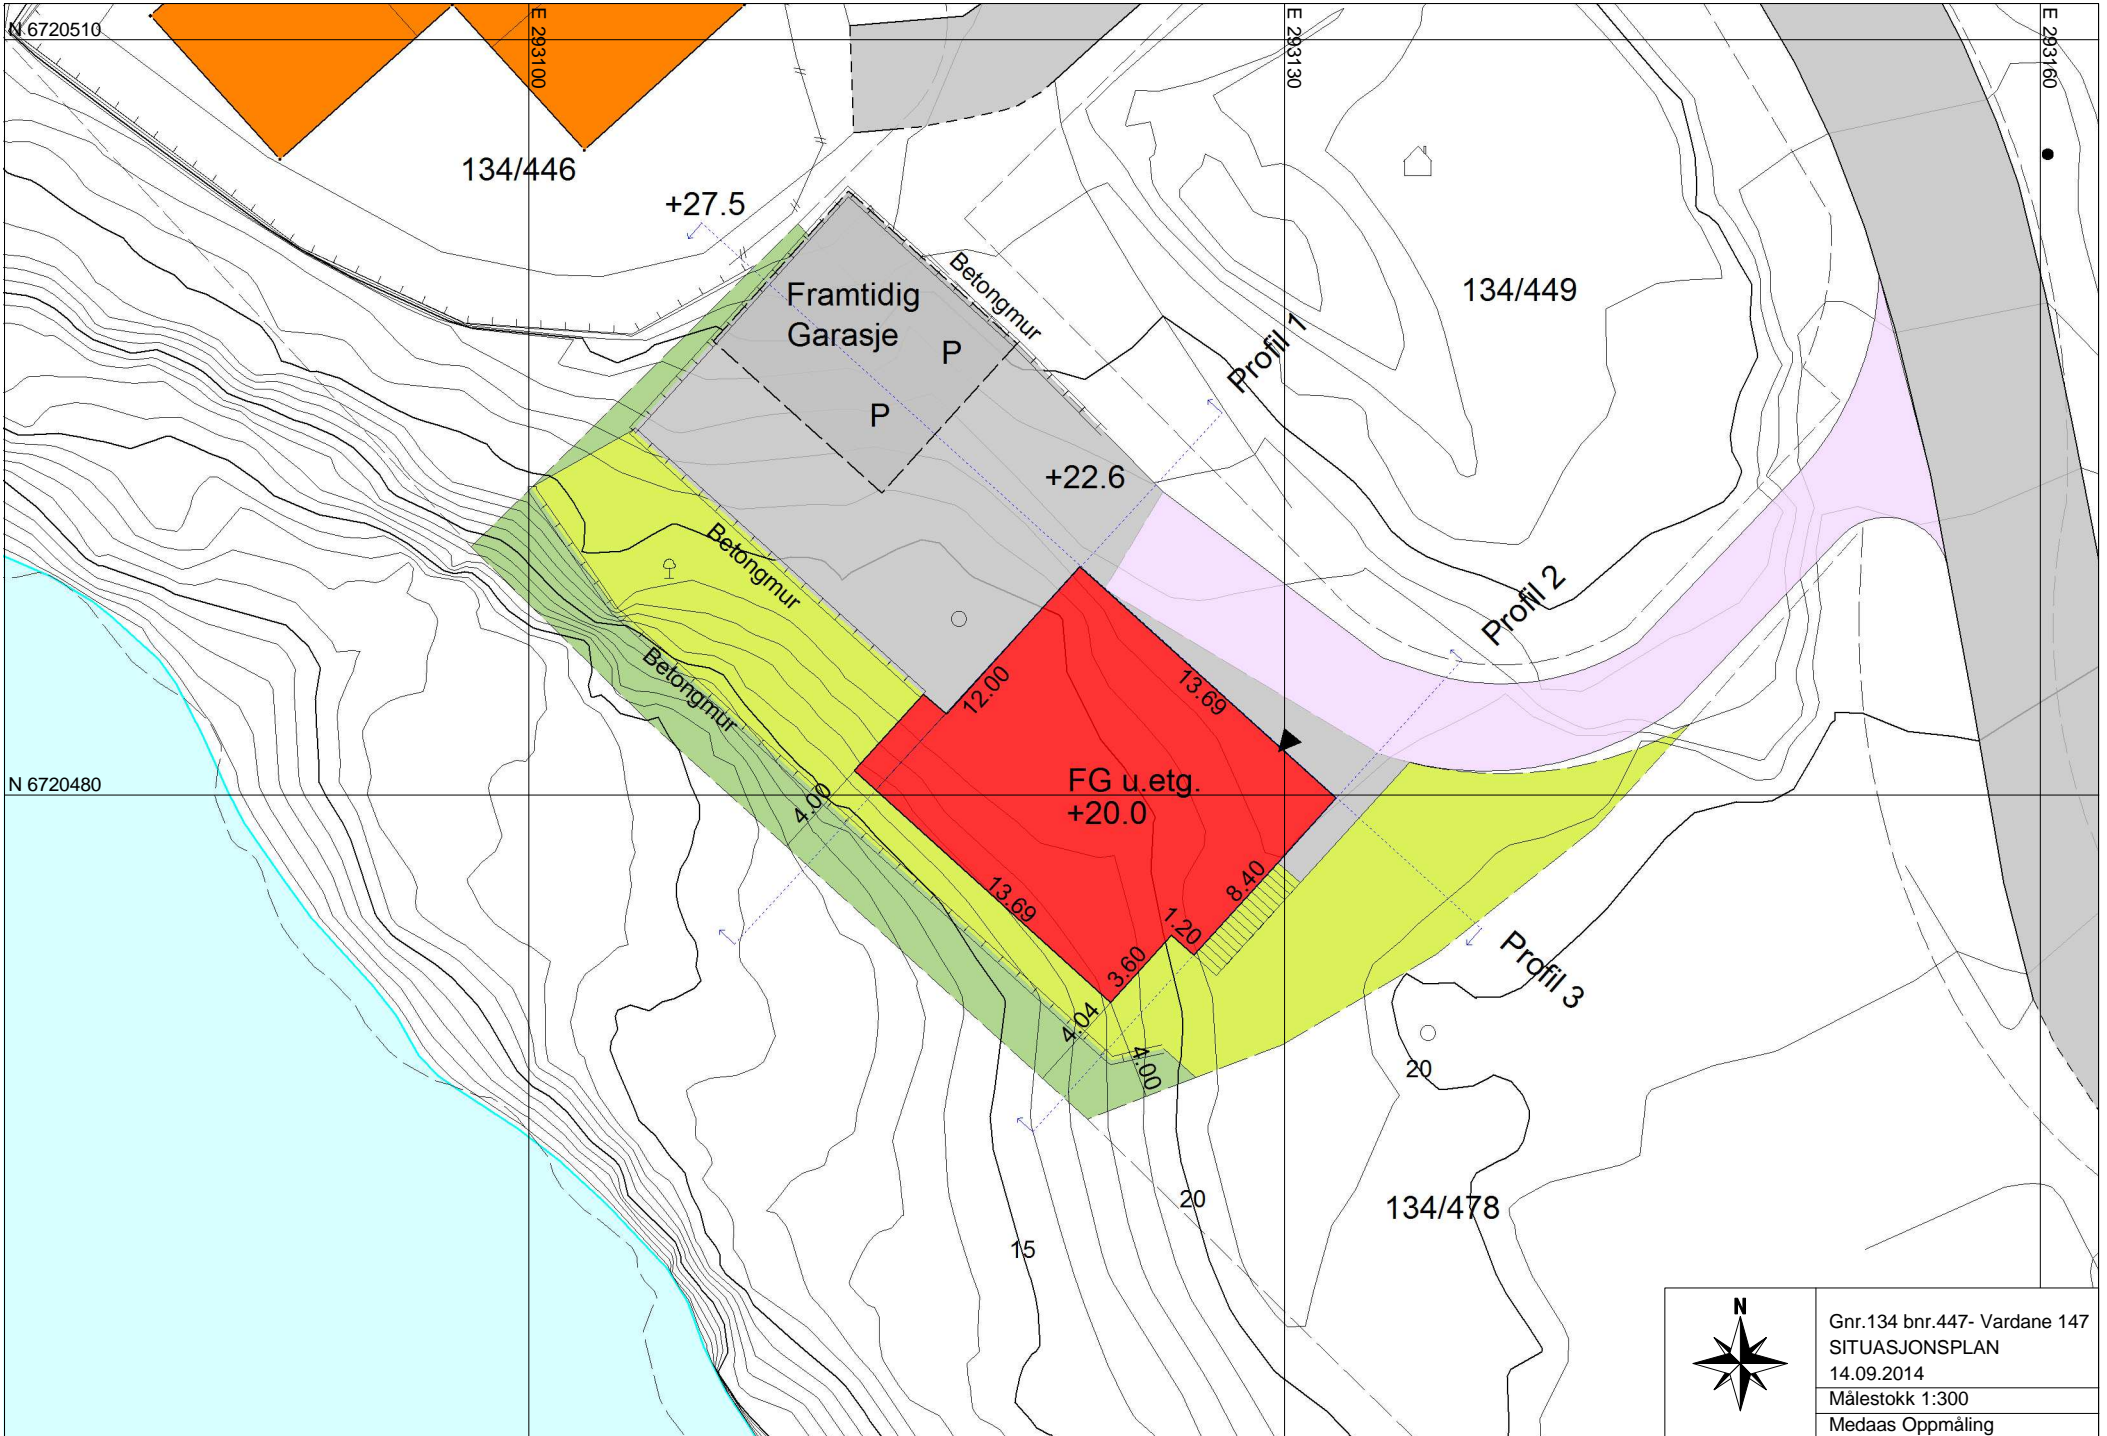 N 6720510
E 293100
E 293130
E 293160
134/446
+27.5
Framtidig
Garasje
P
P
Betongmur
134/449
Profil 1
+22.6
Betongmur
Profil 2
Betongmur
12.00
13.69
N 6720480
4.00
FG u.etg.
+20.0
13.69
8.40
1.20
3.60
4.04
4.00
Profil 3
20
20
15
134/478
N
Gnr.134 bnr.447- Vardane 147
SITUASJONSPLAN
14.09.2014
Målestokk 1:300
Medaas Oppmåling